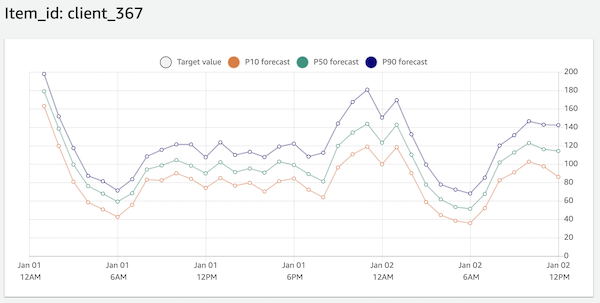 Item_id: client_367
Target value P10 forecast P50 forecast P90 forecast
200
180
160
140
120
100
80
60
40
20
0
Jan 01 Jan 01 Jan 01 Jan 01 Jan 02 Jan 02 Jan 02
12AM 6AM 12PM 6PM 12AM 6AM 12PM